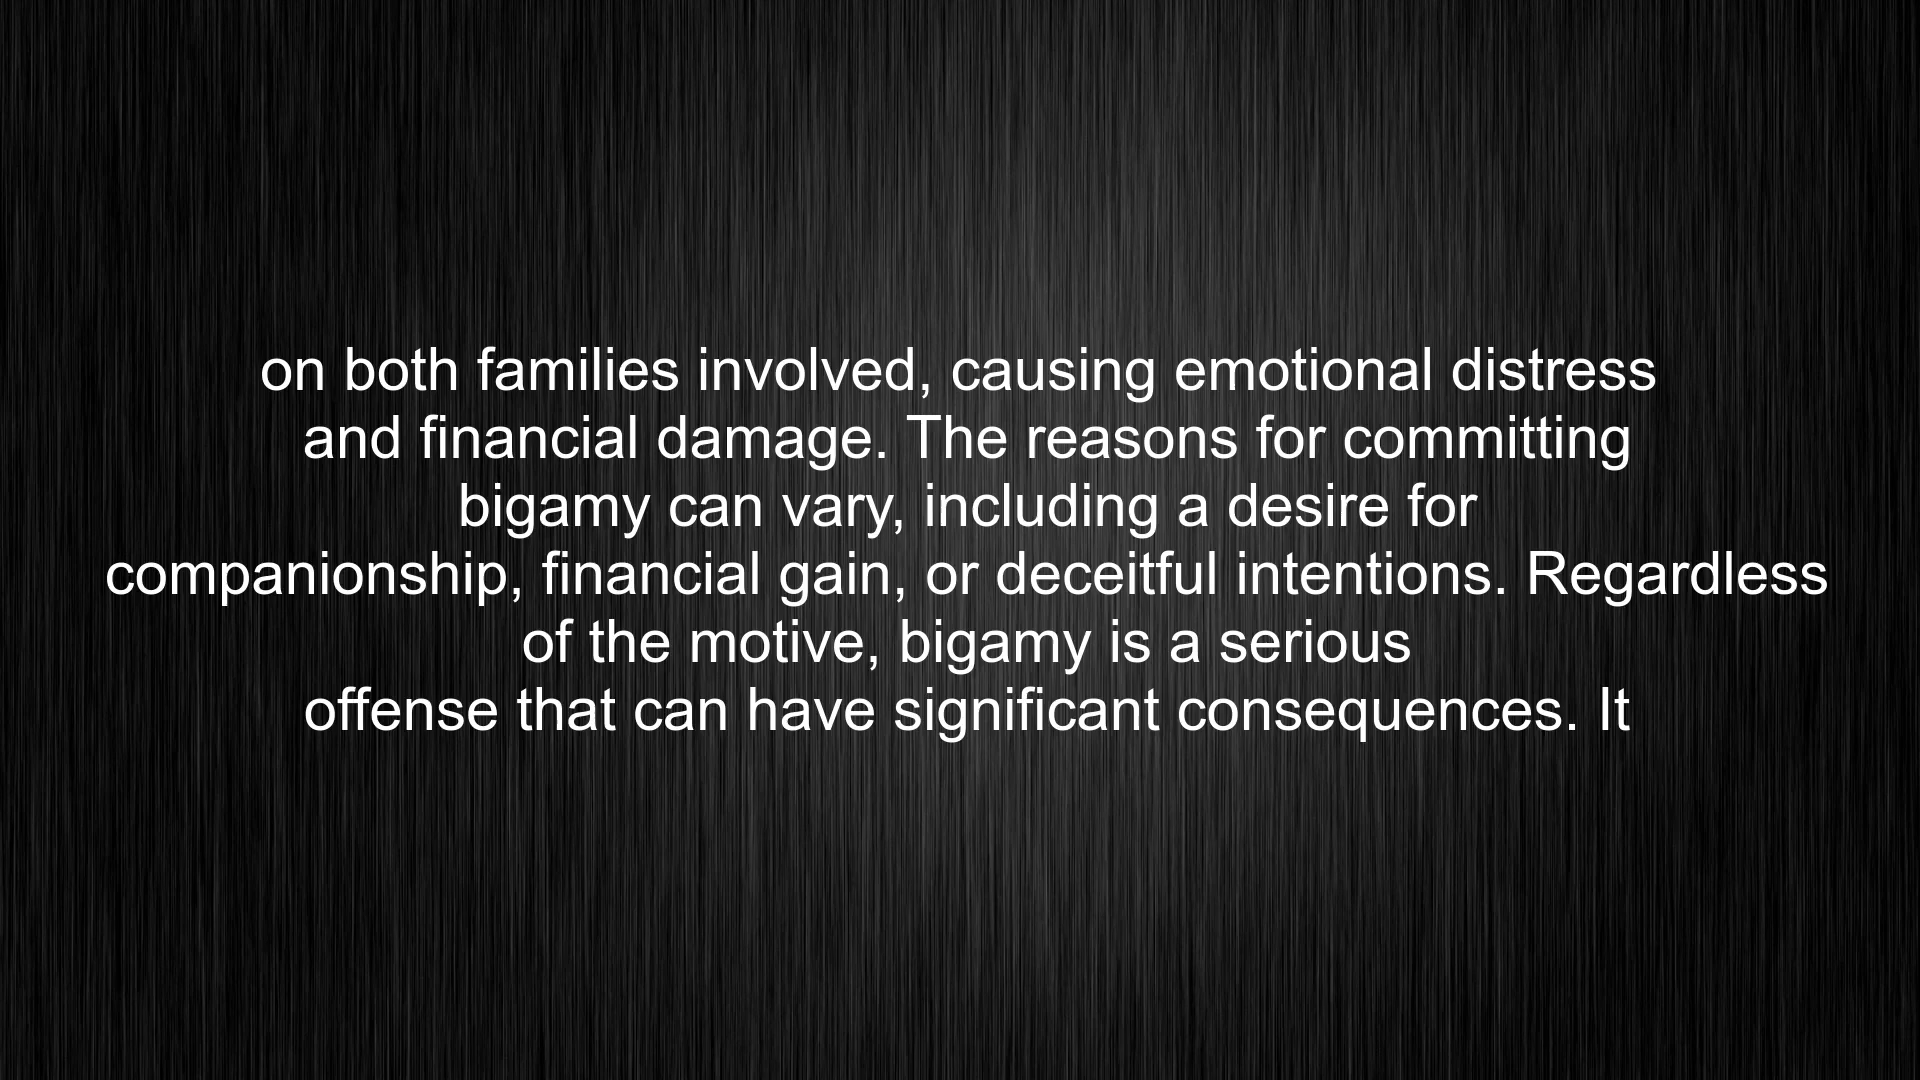 on both families involved, causing emotional distress
and financial damage. The reasons for committing
bigamy can vary, including a desire for
companionship, financial gain, or deceitful intentions. Regardless
of the motive, bigamy is a serious
offense that can have significant consequences. It